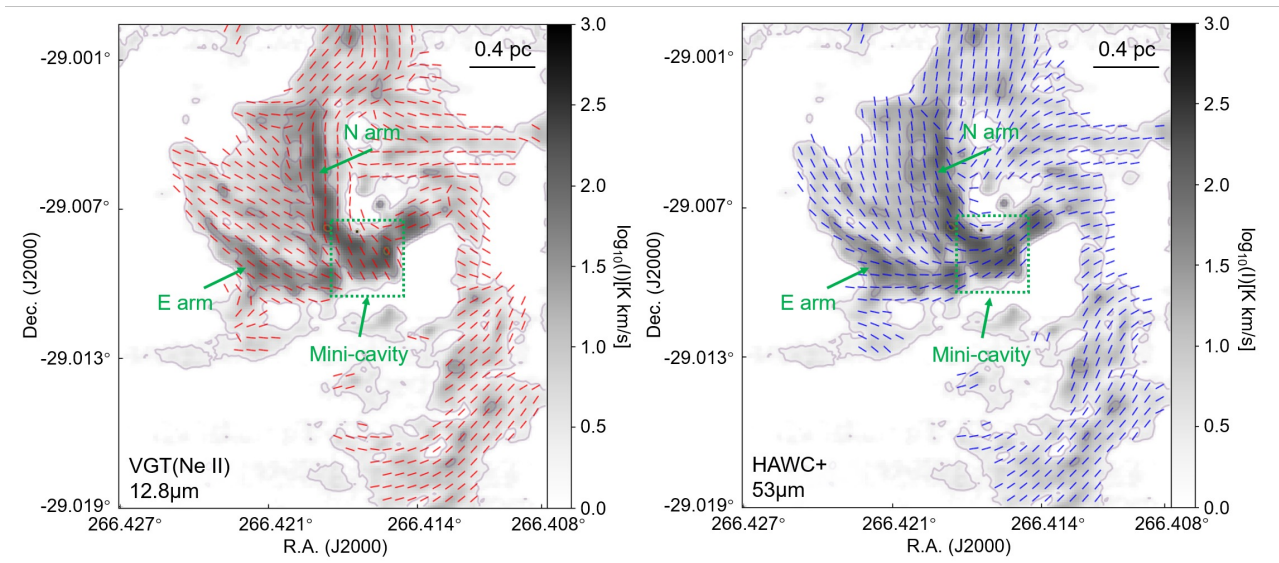 -29.001°
-29.007°
-29.013°
-29.019°
Dec. (J2000)
266.427°
266.421°
266.414°
266.408°
R.A. (J2000)
0.4 pc
N arm
E arm
Mini-cavity
VGT(Ne II)
12.8μm
3.0
2.5
2.0
1.5
1.0
0.5
0.0
log₁₀(I)[K km/s]
-29.001°
-29.007°
-29.013°
-29.019°
Dec. (J2000)
266.427°
266.421°
266.414°
266.408°
R.A. (J2000)
0.4 pc
N arm
E arm
Mini-cavity
HAWC+
53μm
3.0
2.5
2.0
1.5
1.0
0.5
0.0
log₁₀(I)[K km/s]